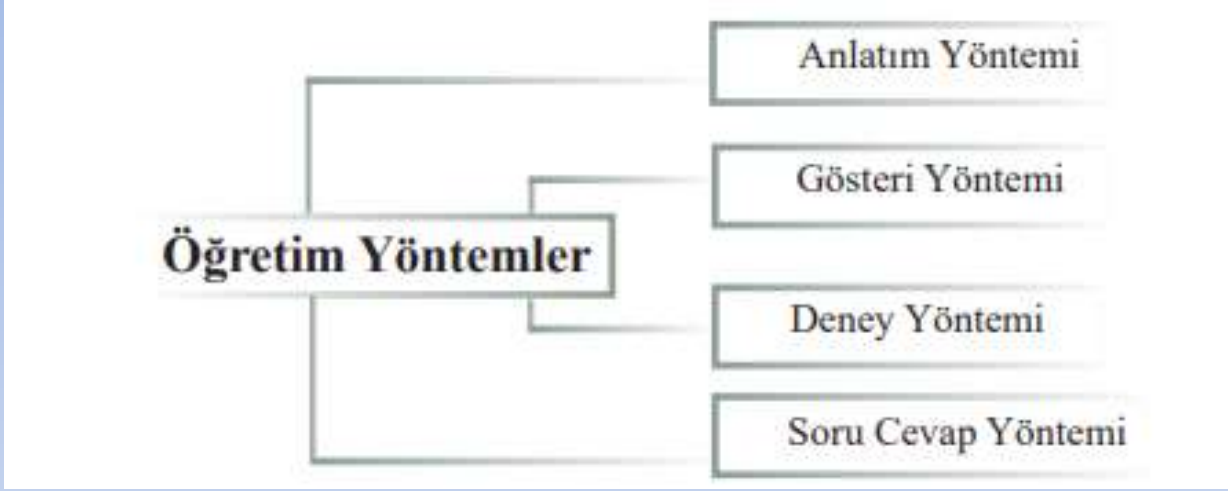 Anlatım Yöntemi
Gösteri Yöntemi
Öğretim Yöntemler
Deney Yöntemi
Soru Cevap Yöntemi